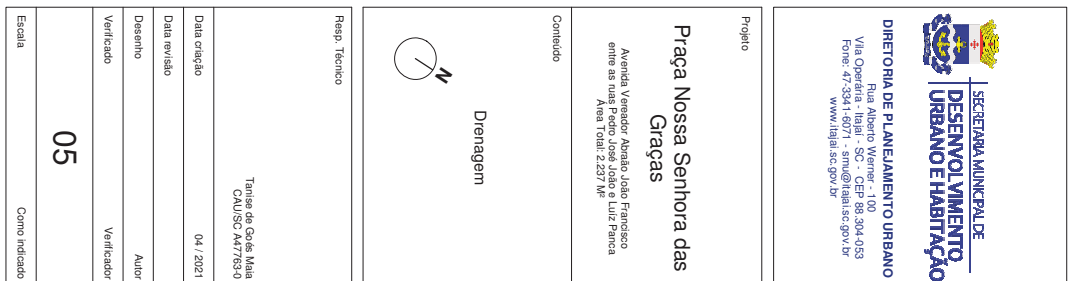 SECRETARIA MUNICIPAL DE
DESENVOLVIMENTO
URBANO E HABITAÇÃO
DIRETORIA DE PLANEJAMENTO URBANO
Rua Alberto Werner - 100
Vila Operária - Itajaí - SC - CEP 88.304-053
Fone: 47-3341-6071 - smu@itajai.sc.gov.br
www.itajai.sc.gov.br
Projeto
Praça Nossa Senhora das
Graças
Avenida Vereador Abraão João Francisco
entre as ruas Pedro José João e Luiz Panca
Área Total: 2.237 M²
Conteúdo
Drenagem
N
Resp. Técnico
Tanise de Goés Maia
CAU/SC A47763-0
Data criação 04 / 2021
Data revisão
Desenho Autor
Verificado Verificador
05
Escala Como indicado